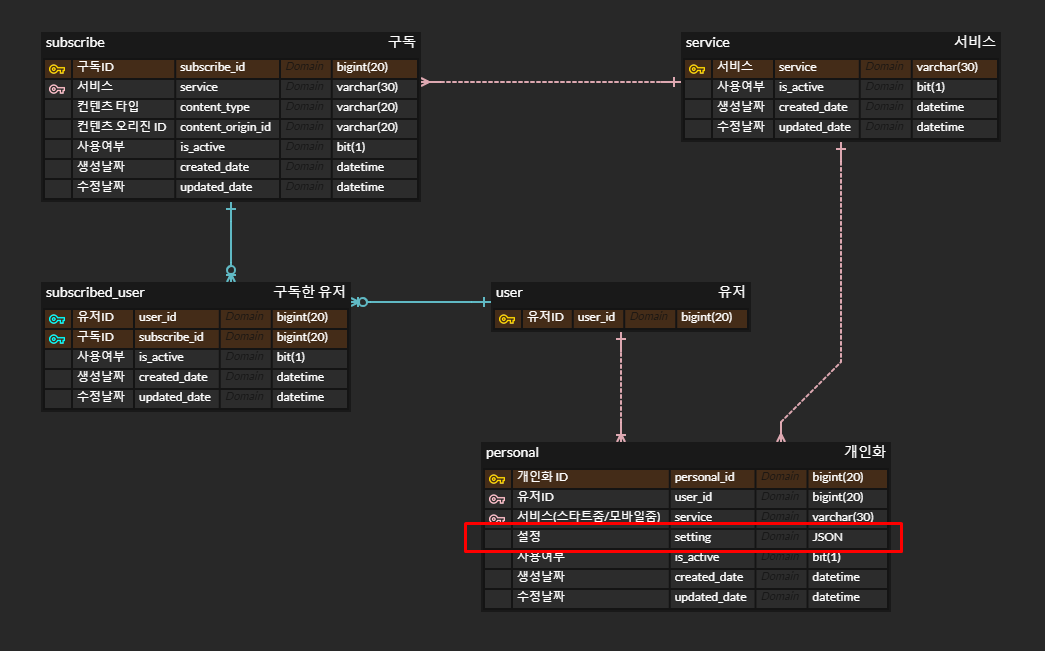 subscribe 구독
구독ID subscribe_id Domain bigint(20)
서비스 service Domain varchar(30)
컨텐츠 타입 content_type Domain varchar(20)
컨텐츠 오리진 ID content_origin_id Domain varchar(20)
사용여부 is_active Domain bit(1)
생성날짜 created_date Domain datetime
수정날짜 updated_date Domain datetime
service 서비스
서비스 service Domain varchar(30)
사용여부 is_active Domain bit(1)
생성날짜 created_date Domain datetime
수정날짜 updated_date Domain datetime
subscribed_user 구독한 유저
유저ID user_id Domain bigint(20)
구독ID subscribe_id Domain bigint(20)
사용여부 is_active Domain bit(1)
생성날짜 created_date Domain datetime
수정날짜 updated_date Domain datetime
user 유저
유저ID user_id Domain bigint(20)
personal 개인화
개인화 ID personal_id Domain bigint(20)
유저ID user_id Domain bigint(20)
서비스(스타트줌/모바일줌) service Domain varchar(30)
설정 setting Domain JSON
사용여부 is_active Domain bit(1)
생성날짜 created_date Domain datetime
수정날짜 updated_date Domain datetime